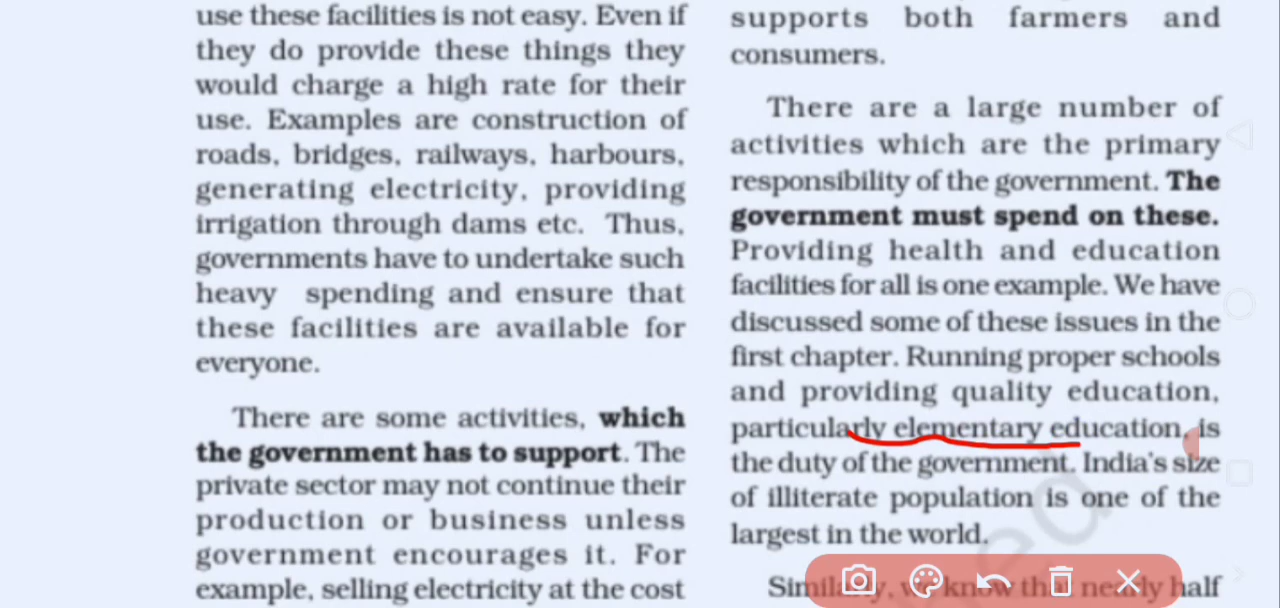 use these facilities is not easy. Even if
they do provide these things they
would charge a high rate for their
use. Examples are construction of
roads, bridges, railways, harbours,
generating electricity, providing
irrigation through dams etc. Thus,
governments have to undertake such
heavy spending and ensure that
these facilities are available for
everyone.
There are some activities, which
the government has to support. The
private sector may not continue their
production or business unless
government encourages it. For
example, selling electricity at the cost
supports both farmers and
consumers.
There are a large number of
activities which are the primary
responsibility of the government. The
government must spend on these.
Providing health and education
facilities for all is one example. We have
discussed some of these issues in the
first chapter. Running proper schools
and providing quality education,
particularly elementary education, is
the duty of the government. India's size
of illiterate population is one of the
largest in the world.
Similarly, we know that nearly half